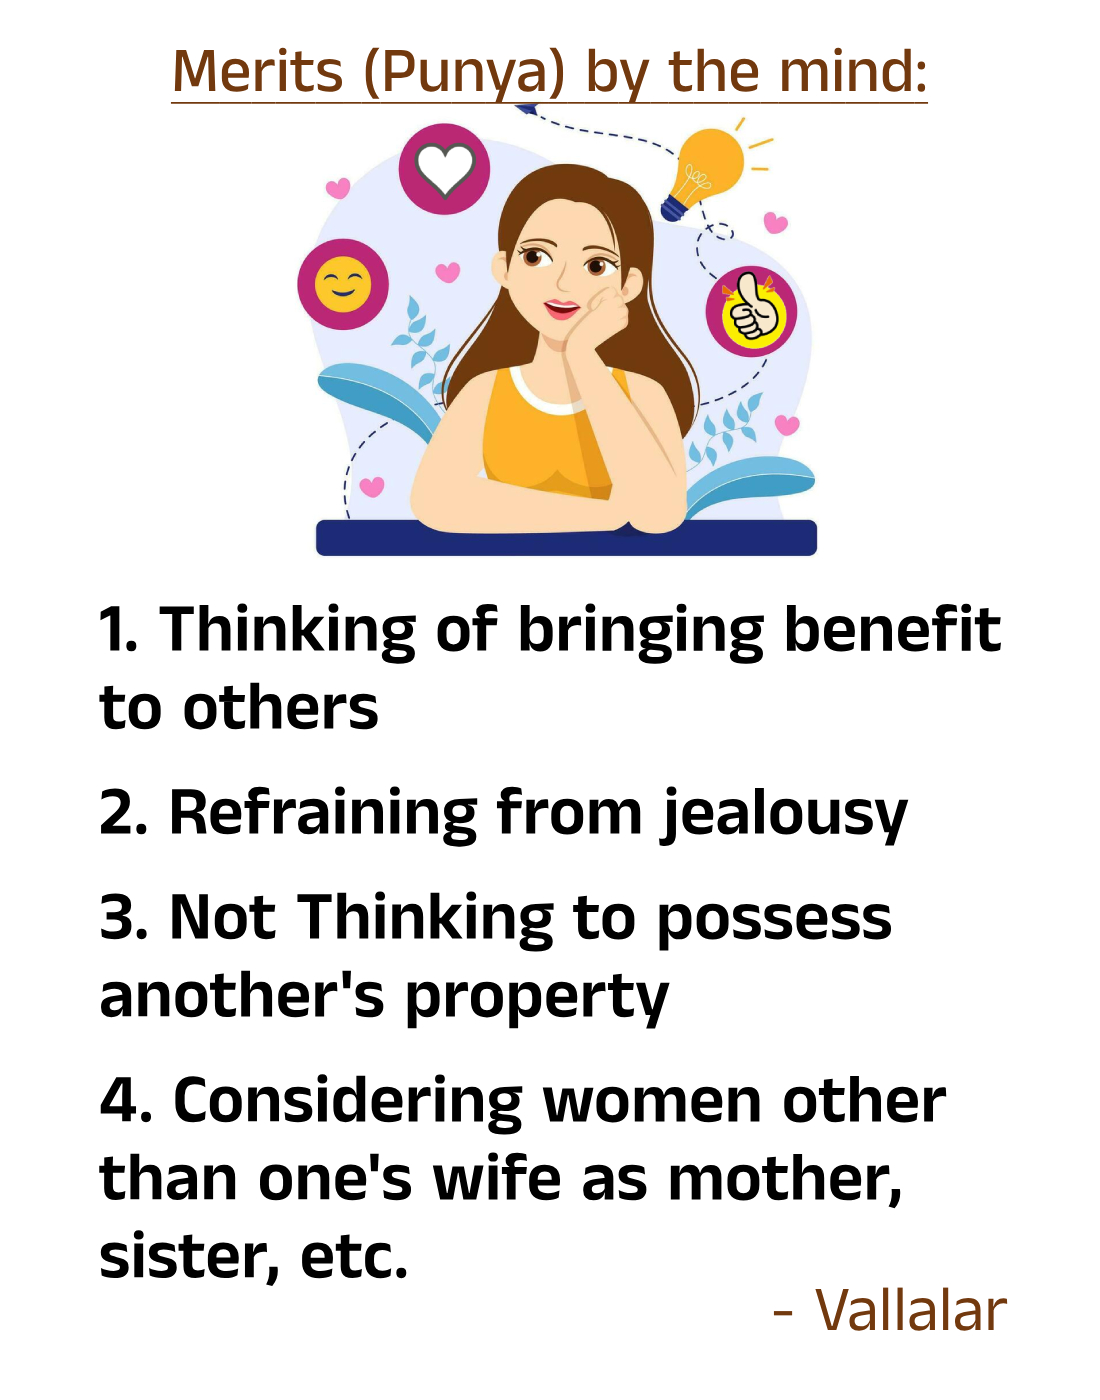 Merits (Punya) by the mind:
1. Thinking of bringing benefit
to others
2. Refraining from jealousy
3. Not Thinking to possess
another's property
4. Considering women other
than one's wife as mother,
sister, etc.
- Vallalar